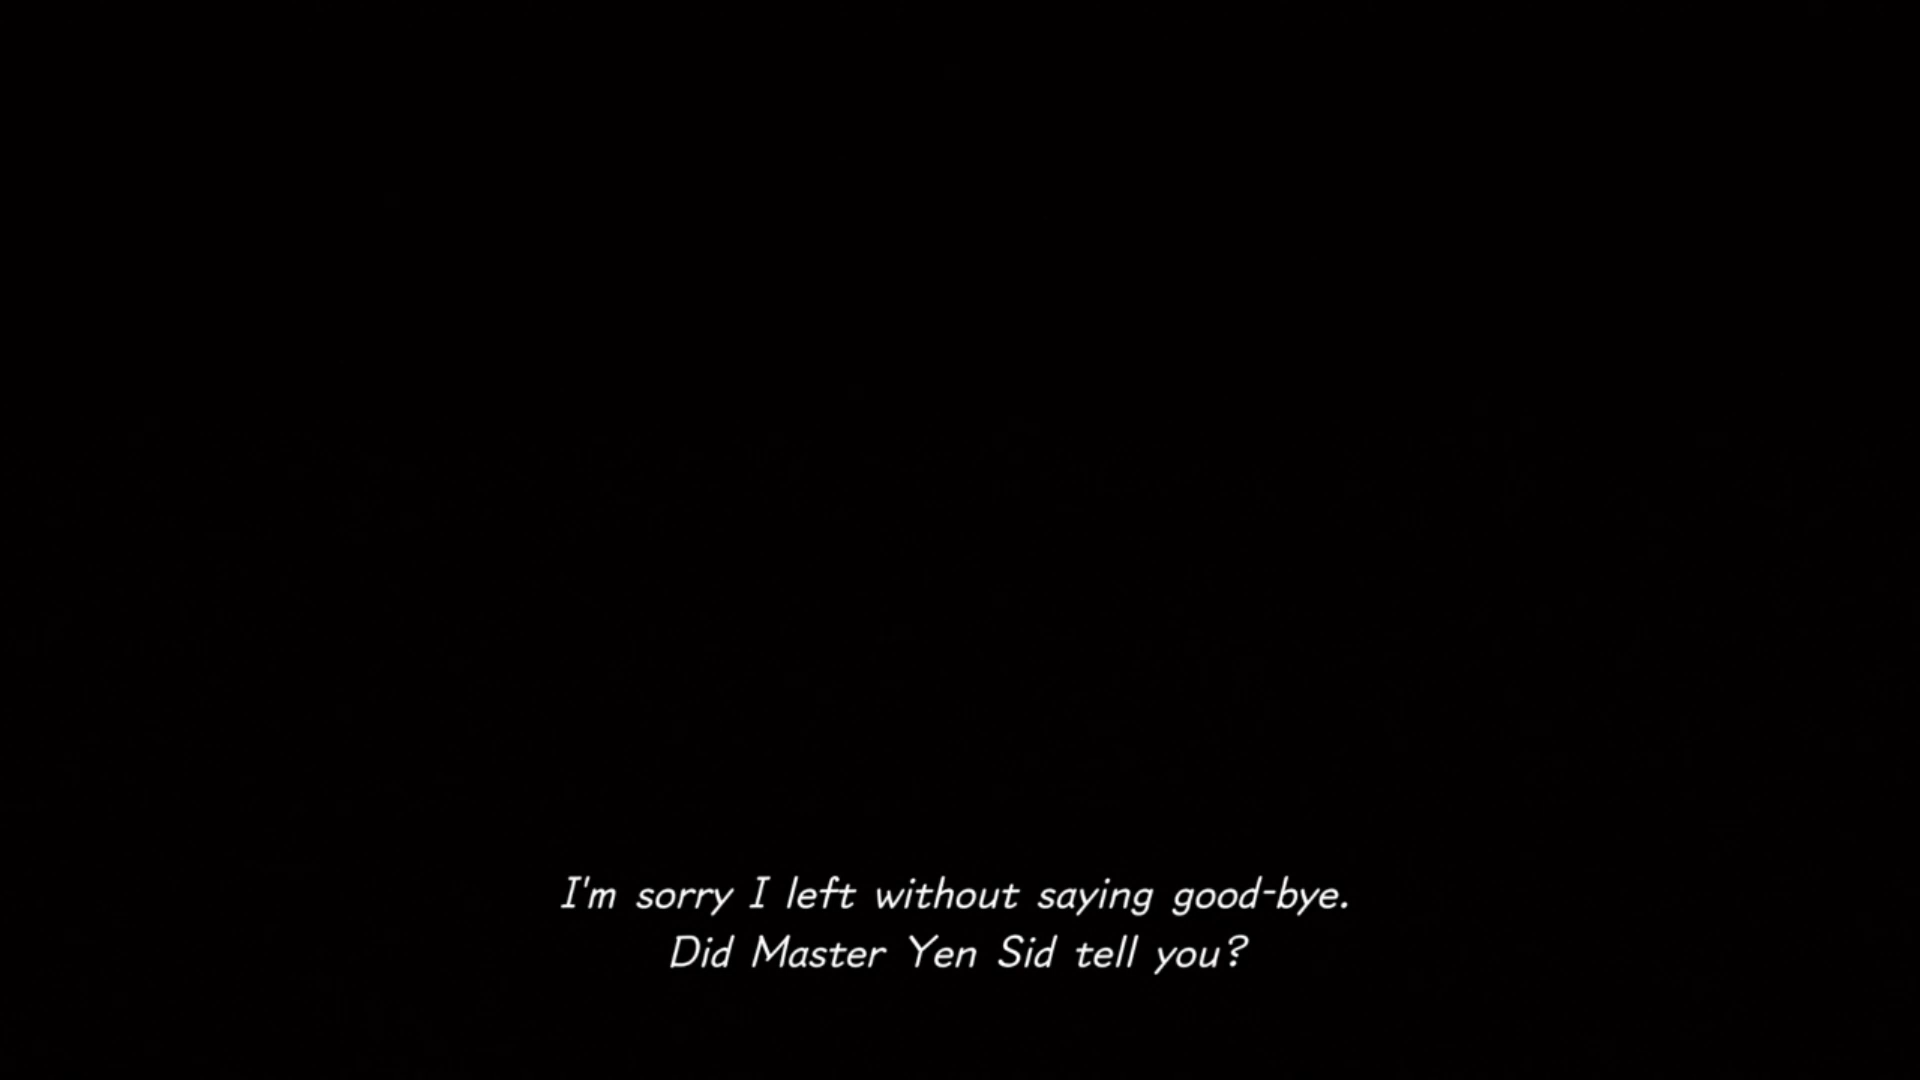 I'm sorry I left without saying good-bye.
Did Master Yen Sid tell you?